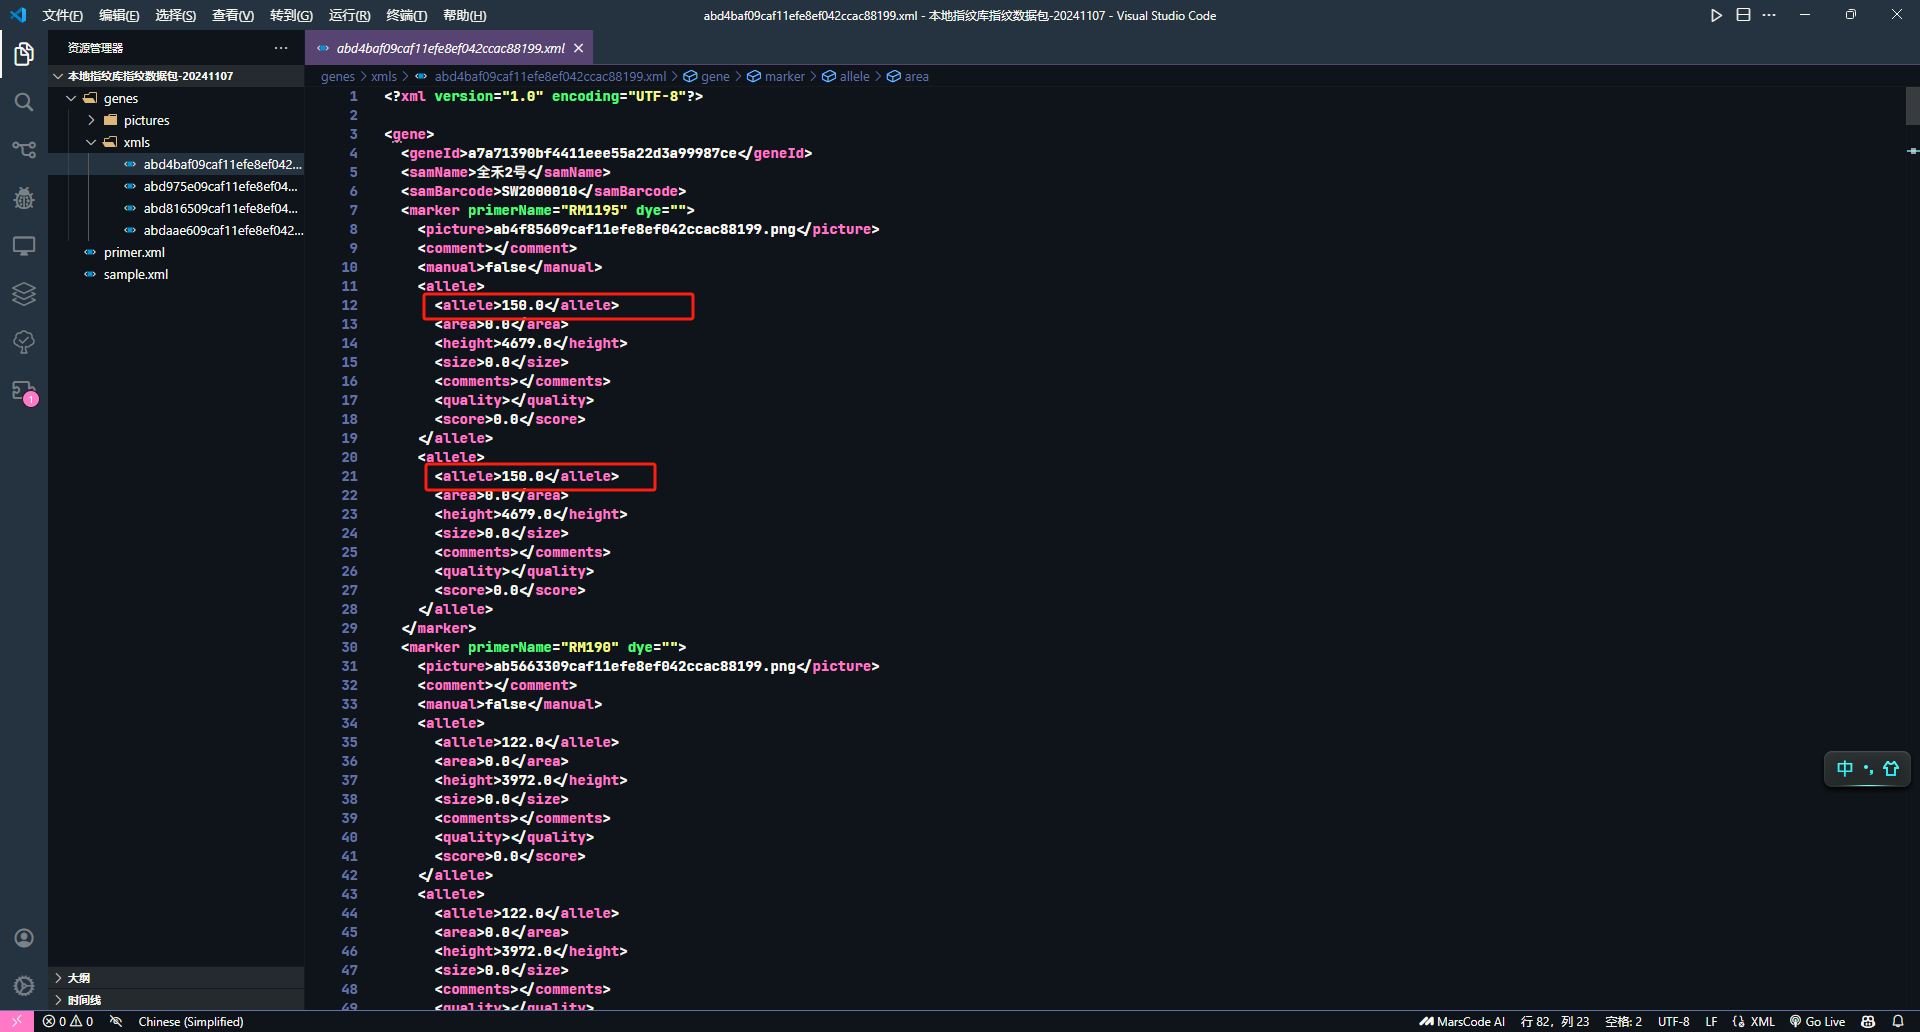 文件(F) 编辑(E) 选择(S) 查看(V) 转到(G) 运行(R) 终端(T) 帮助(H)
abd4baf09caf11efe8ef042ccac88199.xml - 本地指纹库指纹数据包-20241107 - Visual Studio Code
资源管理器
本地指纹库指纹数据包-20241107
genes
pictures
xmls
abd4baf09caf11efe8ef042...
abd975e09caf11efe8ef04...
abd816509caf11efe8ef04...
abdaae609caf11efe8ef042...
primer.xml
sample.xml
大纲
时间线
abd4baf09caf11efe8ef042ccac88199.xml
genes > xmls > abd4baf09caf11efe8ef042ccac88199.xml > gene > marker > allele > area
1 <?xml version="1.0" encoding="UTF-8"?>
2
3 <gene>
4 <geneId>a7a71390bf4411eee55a22d3a99987ce</geneId>
5 <samName>全禾2号</samName>
6 <samBarcode>SW2000010</samBarcode>
7 <marker primerName="RM1195" dye="">
8 <picture>ab4f85609caf11efe8ef042ccac88199.png</picture>
9 <comment></comment>
10 <manual>false</manual>
11 <allele>
12 <allele>150.0</allele>
13 <area>0.0</area>
14 <height>4679.0</height>
15 <size>0.0</size>
16 <comments></comments>
17 <quality></quality>
18 <score>0.0</score>
19 </allele>
20 <allele>
21 <allele>150.0</allele>
22 <area>0.0</area>
23 <height>4679.0</height>
24 <size>0.0</size>
25 <comments></comments>
26 <quality></quality>
27 <score>0.0</score>
28 </allele>
29 </marker>
30 <marker primerName="RM190" dye="">
31 <picture>ab5663309caf11efe8ef042ccac88199.png</picture>
32 <comment></comment>
33 <manual>false</manual>
34 <allele>
35 <allele>122.0</allele>
36 <area>0.0</area>
37 <height>3972.0</height>
38 <size>0.0</size>
39 <comments></comments>
40 <quality></quality>
41 <score>0.0</score>
42 </allele>
43 <allele>
44 <allele>122.0</allele>
45 <area>0.0</area>
46 <height>3972.0</height>
47 <size>0.0</size>
48 <comments></comments>
49 <quality></quality>
中
1
0 0 Chinese (Simplified)
MarsCode AI 行 82，列 23 空格: 2 UTF-8 LF XML Go Live